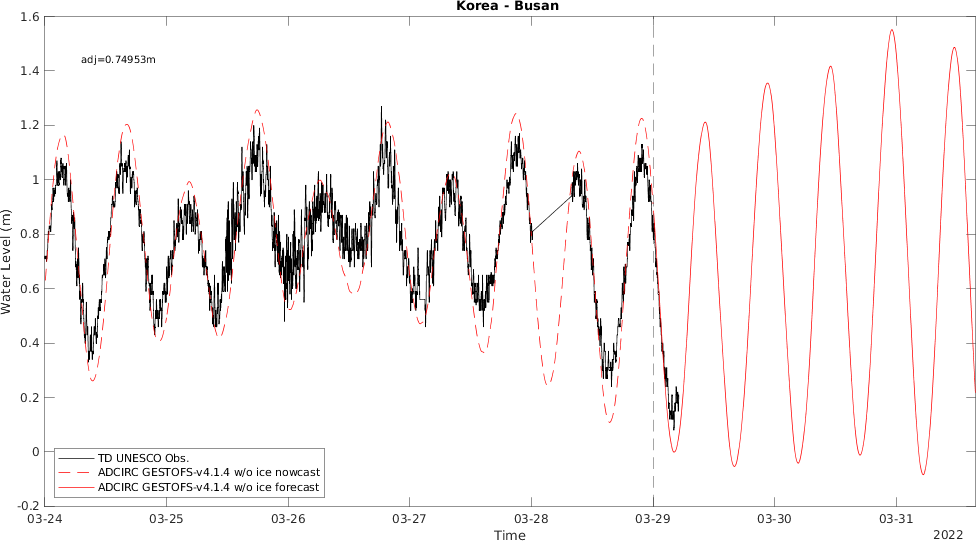 Korea - Busan
adj=0.74953m
1.6
1.4
1.2
1
0.8
0.6
0.4
0.2
0
-0.2
Water Level (m)
TD UNESCO Obs.
ADCIRC GESTOFS-v4.1.4 w/o ice nowcast
ADCIRC GESTOFS-v4.1.4 w/o ice forecast
03-24 03-25 03-26 03-27 03-28 03-29 03-30 03-31
Time
2022